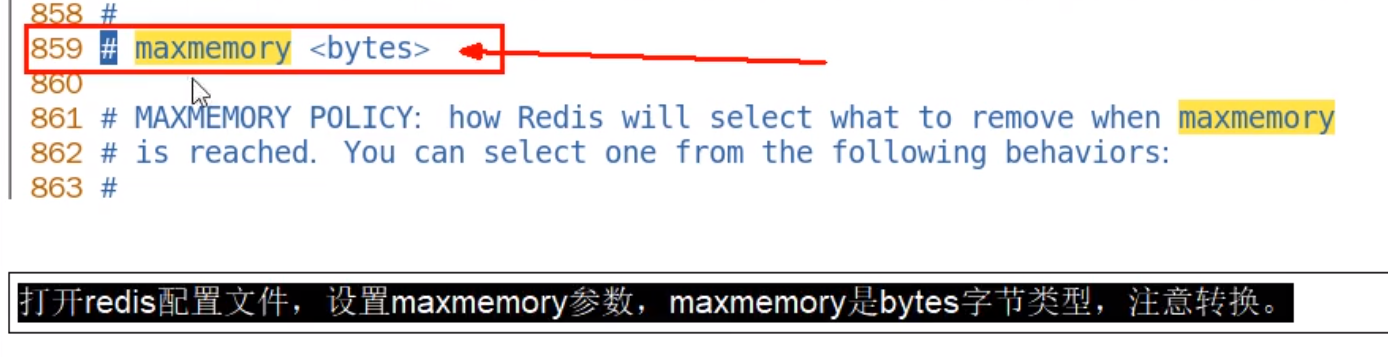 858 #
859 # maxmemory <bytes>
860
861 # MAXMEMORY POLICY: how Redis will select what to remove when maxmemory
862 # is reached. You can select one from the following behaviors:
863 #
打开redis配置文件，设置maxmemory参数，maxmemory是bytes字节类型，注意转换。